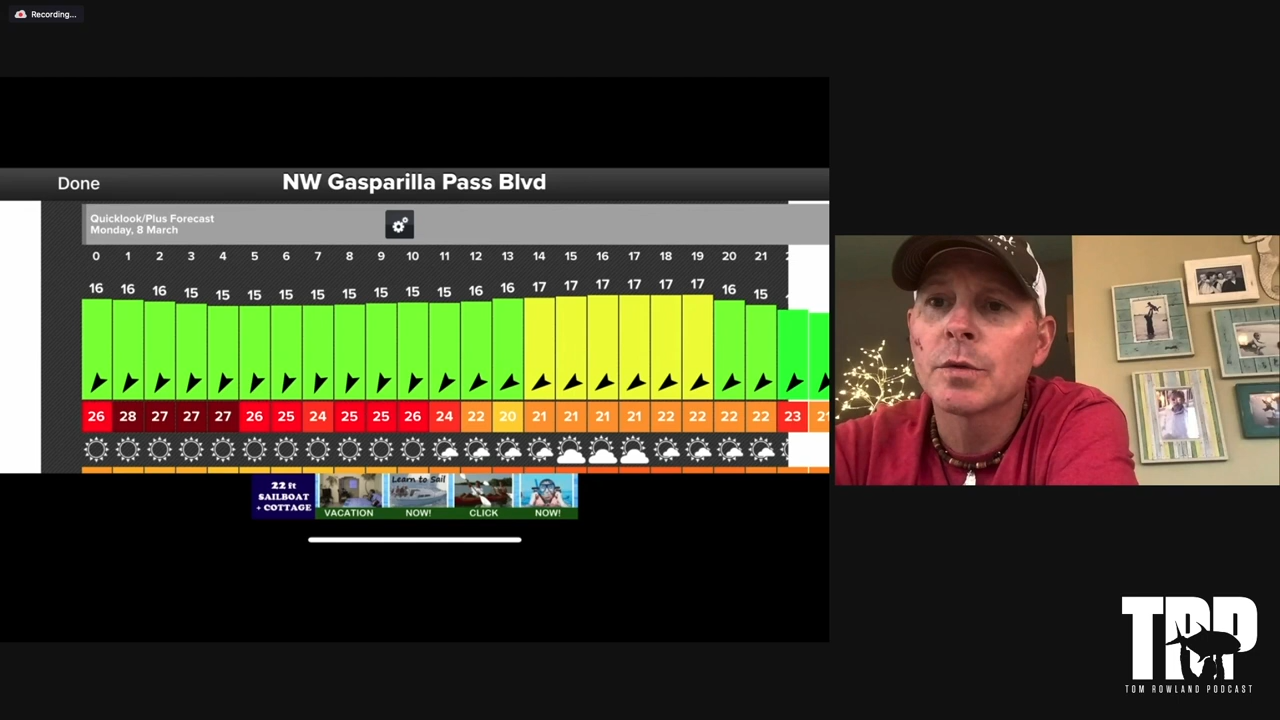 Recording...
Done
NW Gasparilla Pass Blvd
Quicklook/Plus Forecast
Monday, 8 March
0 1 2 3 4 5 6 7 8 9 10 11 12 13 14 15 16 17 18 19 20 21
16 16 16 15 15 15 15 15 15 15 15 15 16 16 17 17 17 17 17 17 16 15
26 28 27 27 27 26 25 24 25 25 26 24 22 20 21 21 21 21 22 22 22 22 23
22 ft
SAILBOAT
+ COTTAGE
Learn to Sail
VACATION NOW! CLICK NOW!
TRP
TOM ROWLAND PODCAST